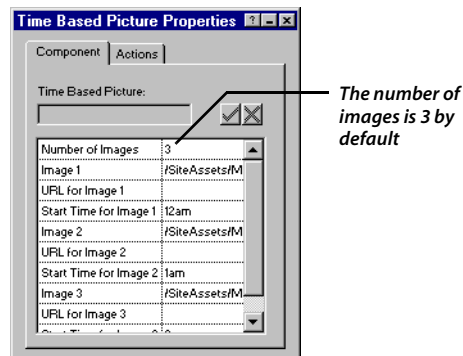 Time Based Picture Properties
Component Actions
Time Based Picture:
The number of
images is 3 by
default
Number of Images 3
Image 1 /SiteAssets/M
URL for Image 1
Start Time for Image 1 12am
Image 2 /SiteAssets/M
URL for Image 2
Start Time for Image 2 1am
Image 3 /SiteAssets/M
URL for Image 3